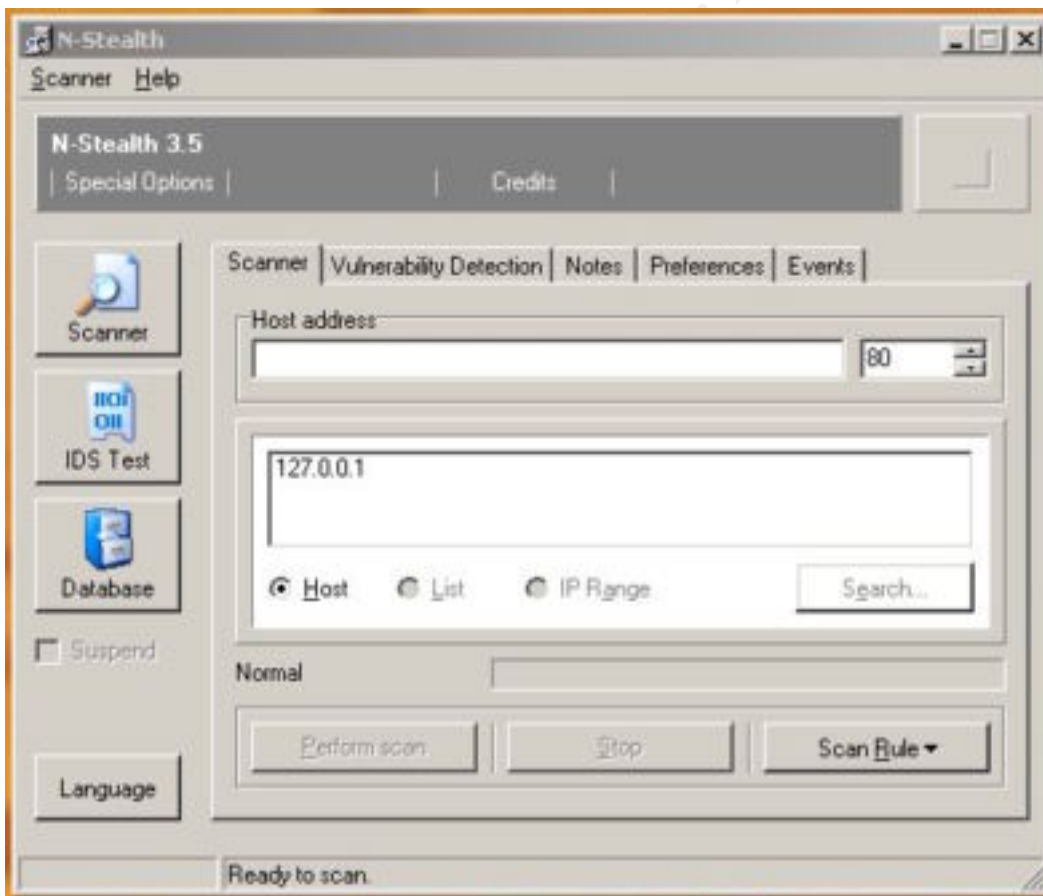 N-Stealth
Scanner Help
N-Stealth 3.5
| Special Options | | Credits |
Scanner
IDS Test
Database
Suspend
Language
Scanner Vulnerability Detection Notes Preferences Events
Host address
80
127.0.0.1
Host List IP Range Search...
Normal
Perform scan Stop Scan Rule
Ready to scan.